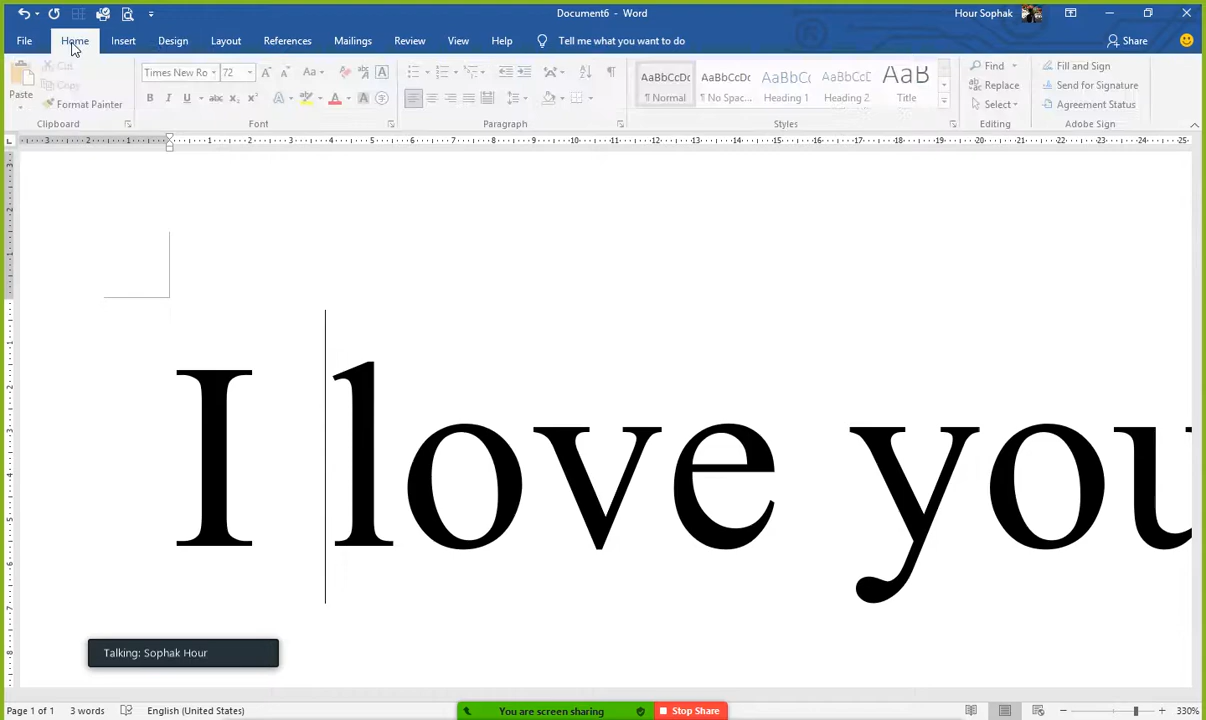 Document6 - Word
Hour Sophak
File Home Insert Design Layout References Mailings Review View Help Tell me what you want to do Share
Paste
Cut
Copy
Format Painter
Clipboard
Times New Ro 72
Font
Paragraph
AaBbCcDc AaBbCcDc AaBbCc AaBbCcD AaB
¶ Normal ¶ No Spac... Heading 1 Heading 2 Title
Styles
Find
Replace
Select
Editing
Fill and Sign
Send for Signature
Agreement Status
Adobe Sign
I love you
Talking: Sophak Hour
Page 1 of 1 3 words English (United States) You are screen sharing Stop Share 330%